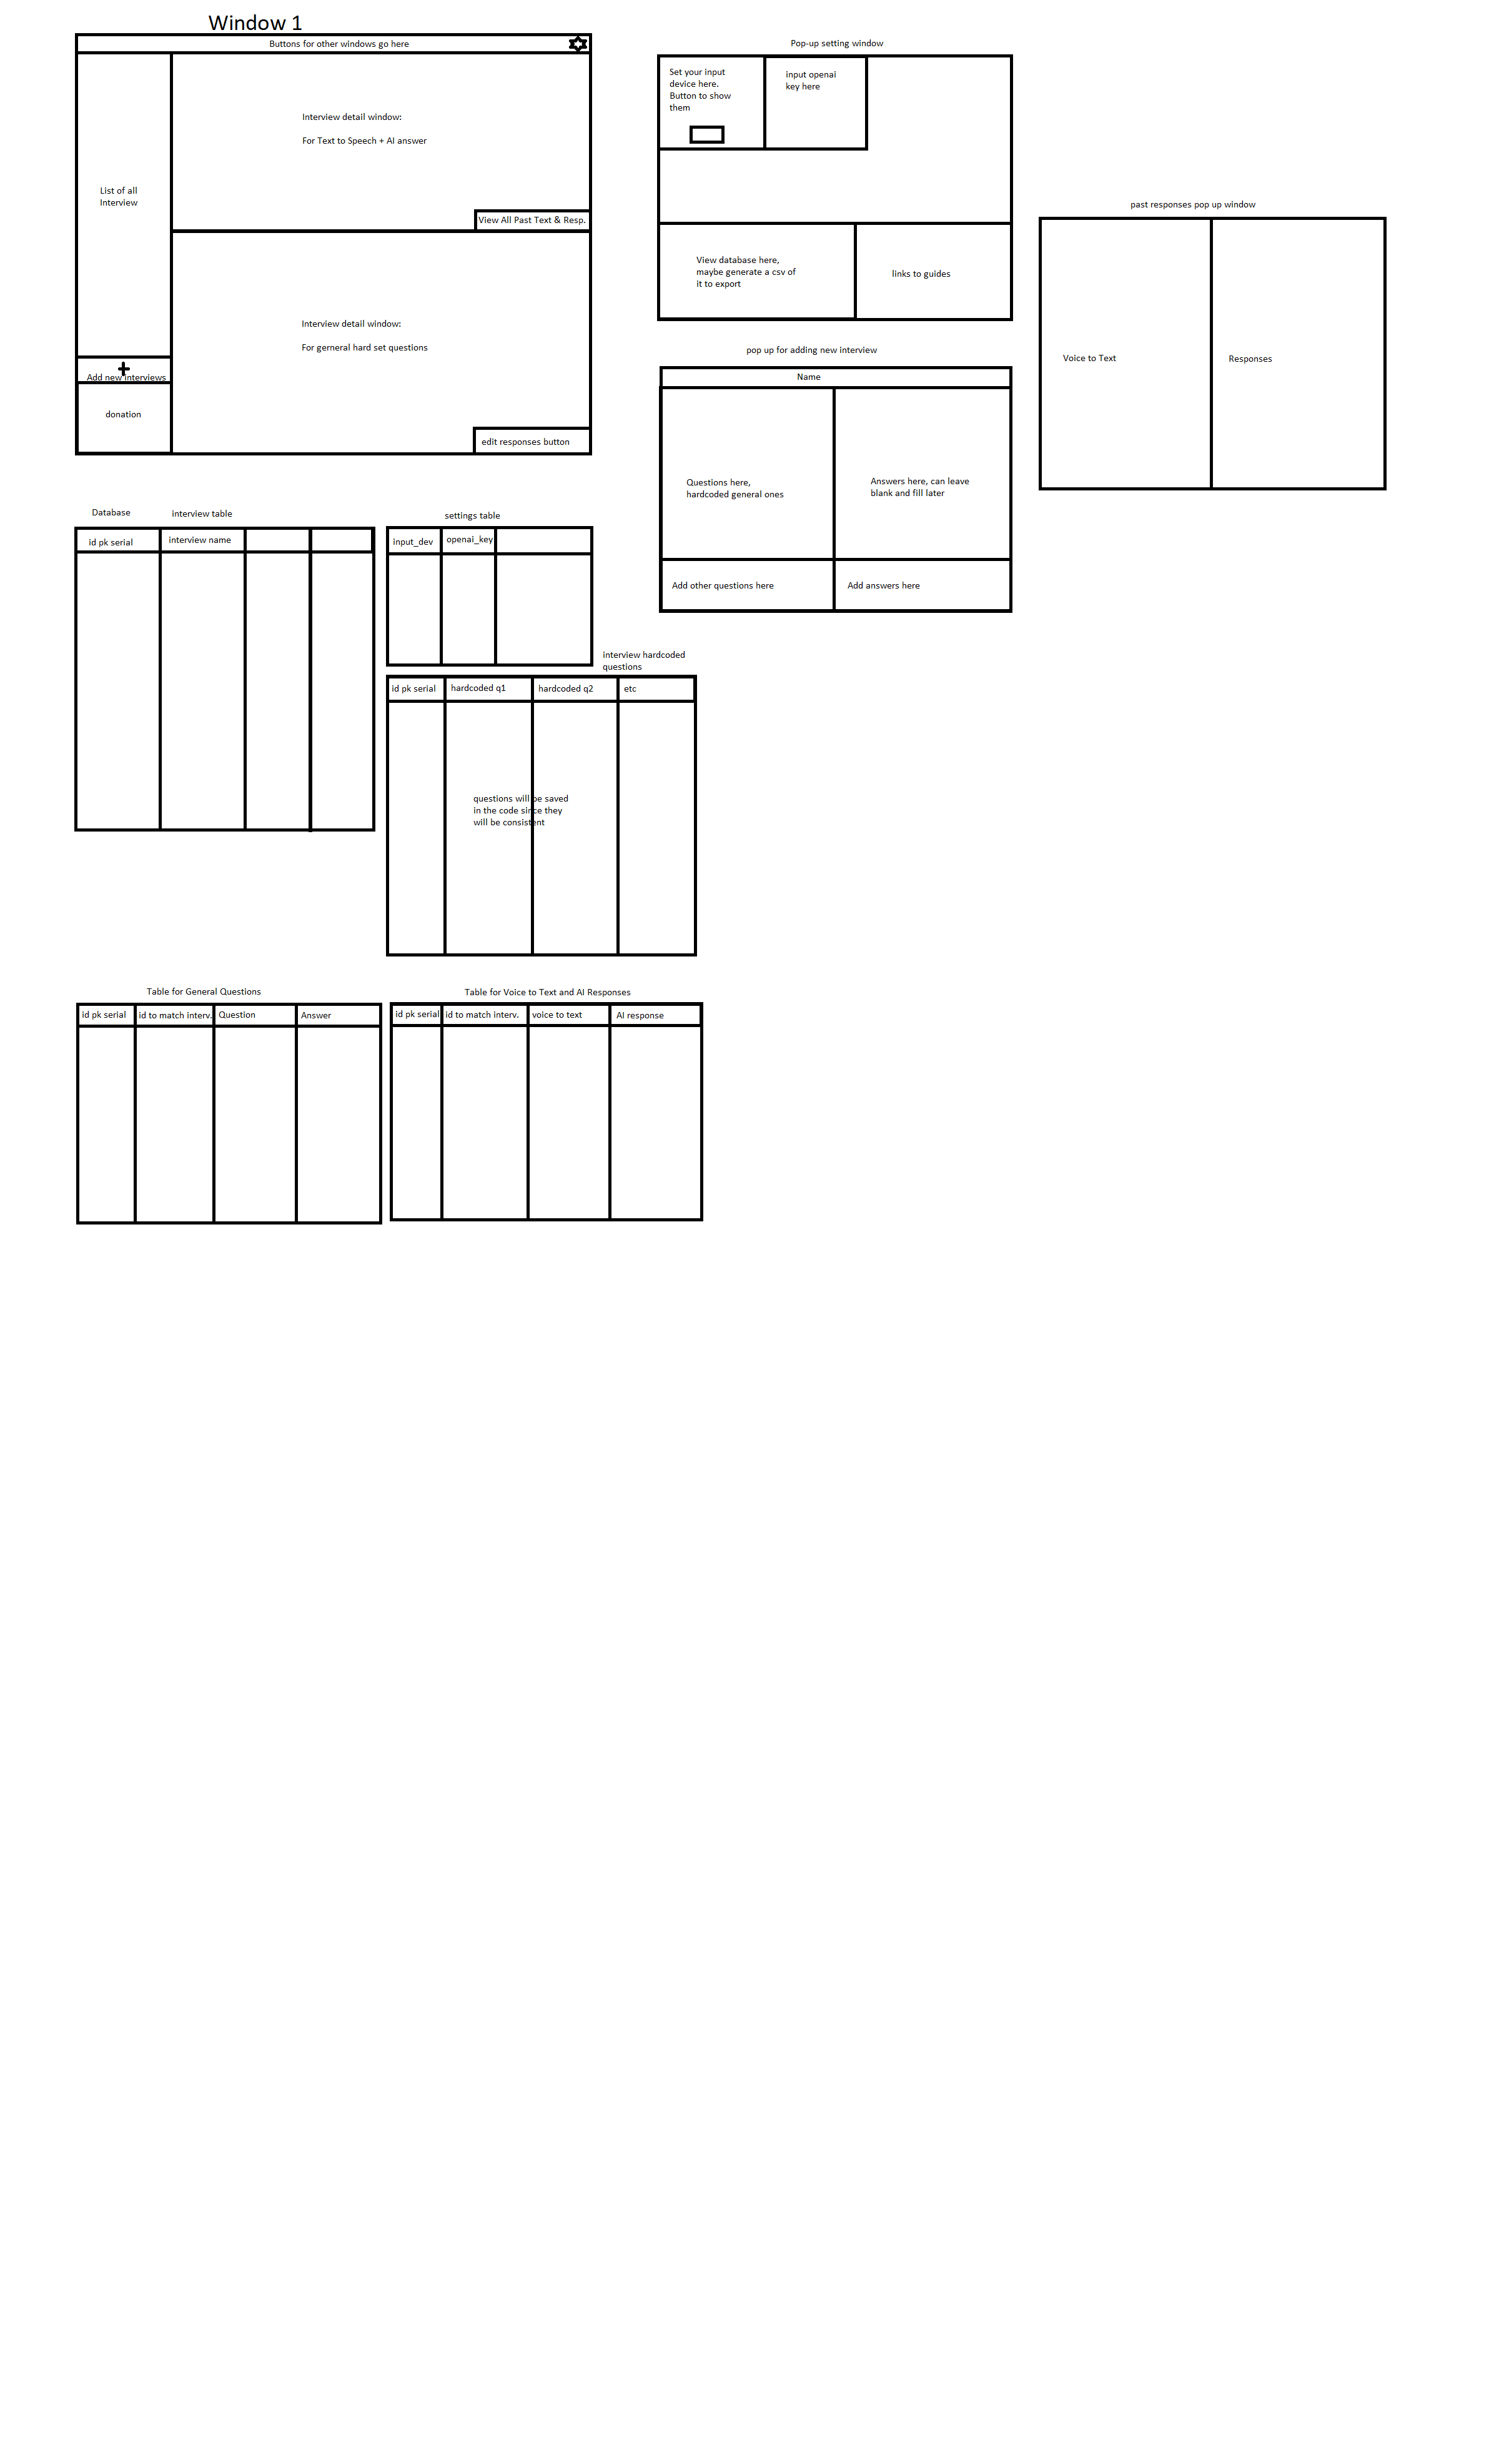 Window 1
Buttons for other windows go here
List of all
Interview
Interview detail window:
For Text to Speech + AI answer
View All Past Text & Resp.
Interview detail window:
For gerneral hard set questions
Add new interviews
donation
edit responses button
Pop-up setting window
Set your input
device here.
Button to show
them
input openai
key here
View database here,
maybe generate a csv of
it to export
links to guides
past responses pop up window
Voice to Text
Responses
pop up for adding new interview
Name
Questions here,
hardcoded general ones
Answers here, can leave
blank and fill later
Add other questions here
Add answers here
Database
interview table
id pk serial
interview name
settings table
input_dev
openai_key
interview hardcoded
questions
id pk serial
hardcoded q1
hardcoded q2
etc
questions will be saved
in the code since they
will be consistent
Table for General Questions
id pk serial
id to match interv.
Question
Answer
Table for Voice to Text and AI Responses
id pk serial
id to match interv.
voice to text
AI response